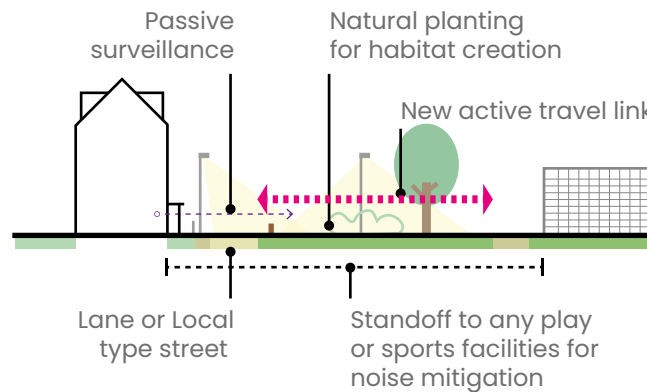 Passive
surveillance
Natural planting
for habitat creation
New active travel link
Lane or Local
type street
Standoff to any play
or sports facilities for
noise mitigation